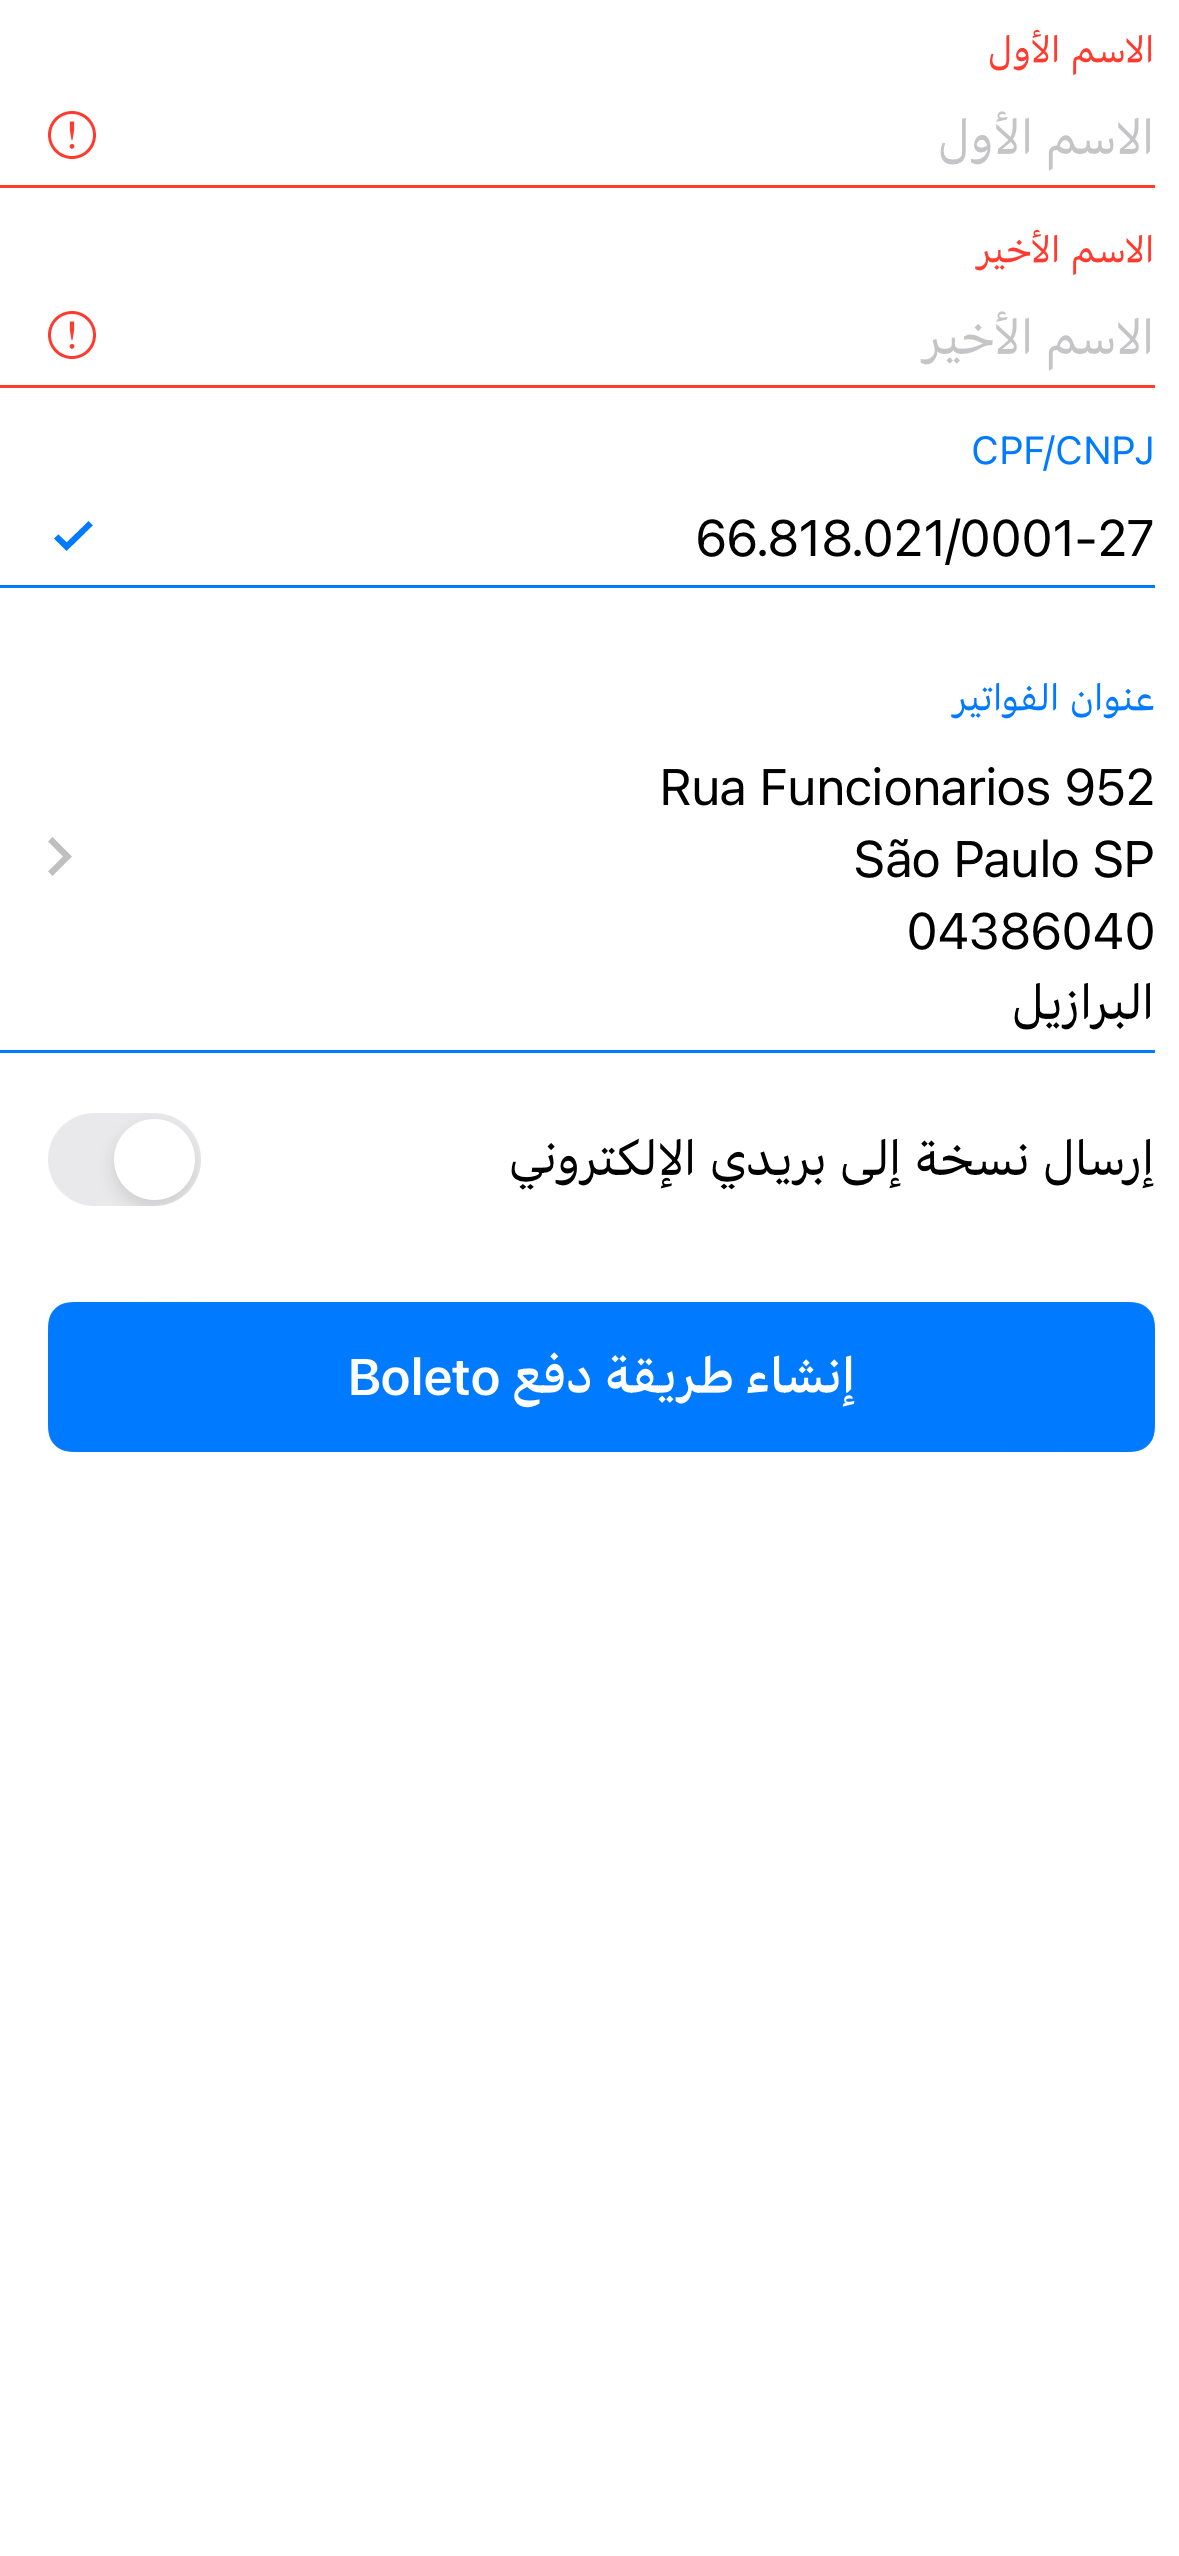 الاسم الأول
الاسم الأول
الاسم الأخير
الاسم الأخير
CPF/CNPJ
66.818.021/0001-27
عنوان الفواتير
Rua Funcionarios 952
São Paulo SP
04386040
البرازيل
إرسال نسخة إلى بريدي الإلكتروني
إنشاء طريقة دفع Boleto